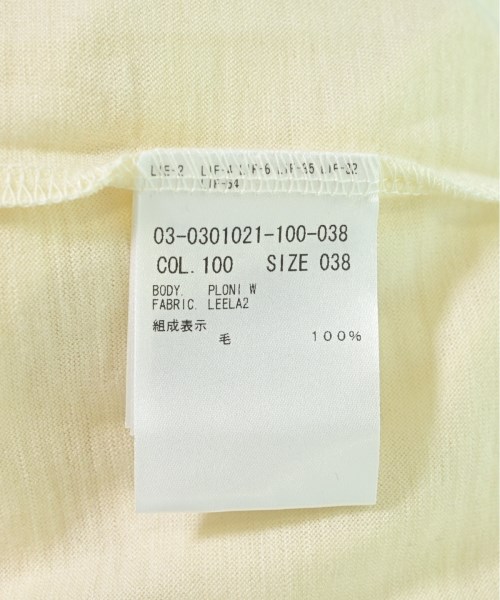 03-0301021-100-038
COL.100 SIZE 038
BODY. PLONI W
FABRIC. LEELA2
組成表示
毛 100%